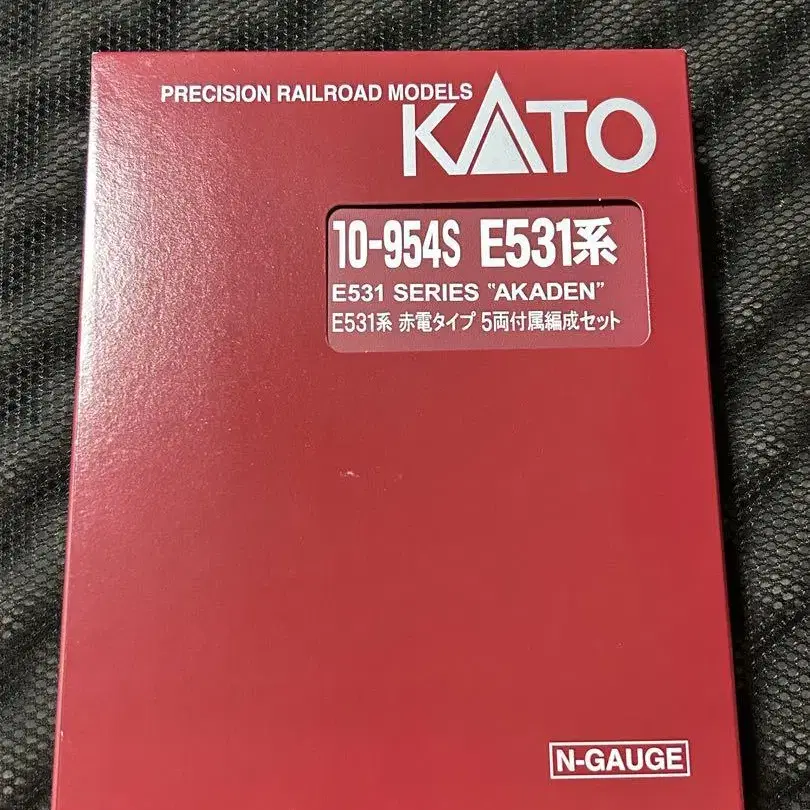 PRECISION RAILROAD MODELS
KATO
10-954S E531系
E531 SERIES "AKADEN"
E531系 赤電タイプ 5両付属編成セット
N-GAUGE